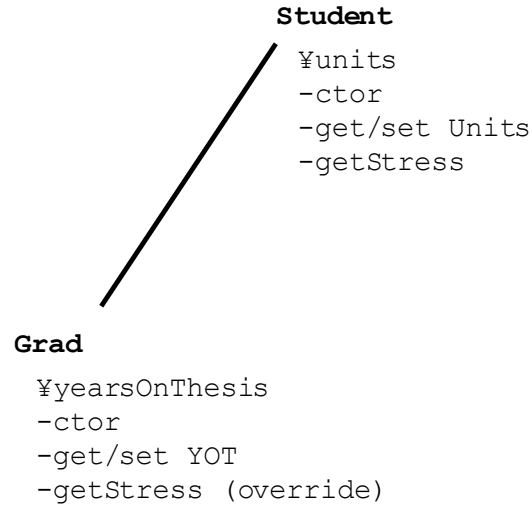 Student
¥units
-ctor
-get/set Units
-getStress
Grad
¥yearsOnThesis
-ctor
-get/set YOT
-getStress (override)